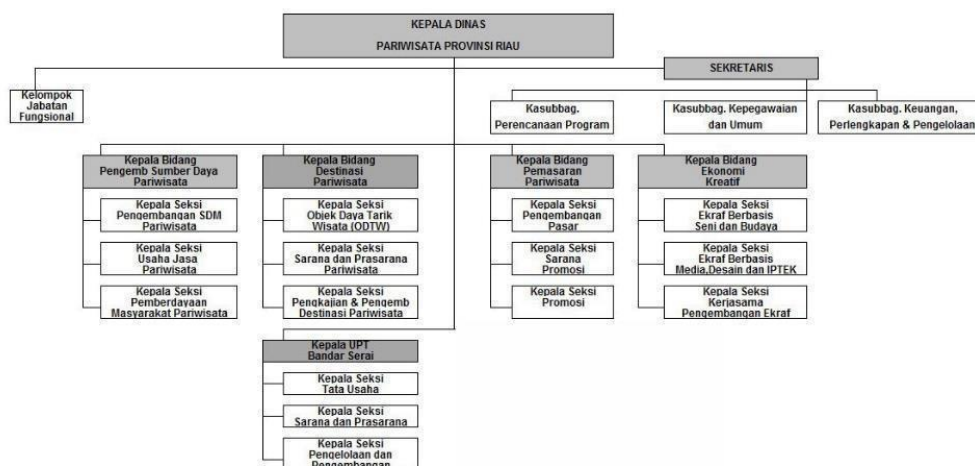 KEPALA DINAS
PARIWISATA PROVINSI RIAU
SEKRETARIS
Kelompok
Jabatan
Fungsional
Kasubbag.
Perencanaan Program
Kasubbag. Kepegawaian
dan Umum
Kasubbag. Keuangan,
Perlengkapan & Pengelolaan
Kepala Bidang
Pengemb Sumber Daya
Pariwisata
Kepala Seksi
Pengembangan SDM
Pariwisata
Kepala Seksi
Usaha Jasa
Pariwisata
Kepala Seksi
Pemberdayaan
Masyarakat Pariwisata
Kepala Bidang
Destinasi
Pariwisata
Kepala Seksi
Objek Daya Tarik
Wisata (ODTW)
Kepala Seksi
Sarana dan Prasarana
Pariwisata
Kepala Seksi
Pengkajian & Pengemb
Destinasi Pariwisata
Kepala Bidang
Pemasaran
Pariwisata
Kepala Seksi
Pengembangan
Pasar
Kepala Seksi
Sarana
Promosi
Kepala Seksi
Promosi
Kepala Bidang
Ekonomi
Kreatif
Kepala Seksi
Ekraf Berbasis
Seni dan Budaya
Kepala Seksi
Ekraf Berbasis
Media,Desain dan IPTEK
Kepala Seksi
Kerjasama
Pengembangan Ekraf
Kepala UPT
Bandar Serai
Kepala Seksi
Tata Usaha
Kepala Seksi
Sarana dan Prasarana
Kepala Seksi
Pengelolaan dan
Pengembangan